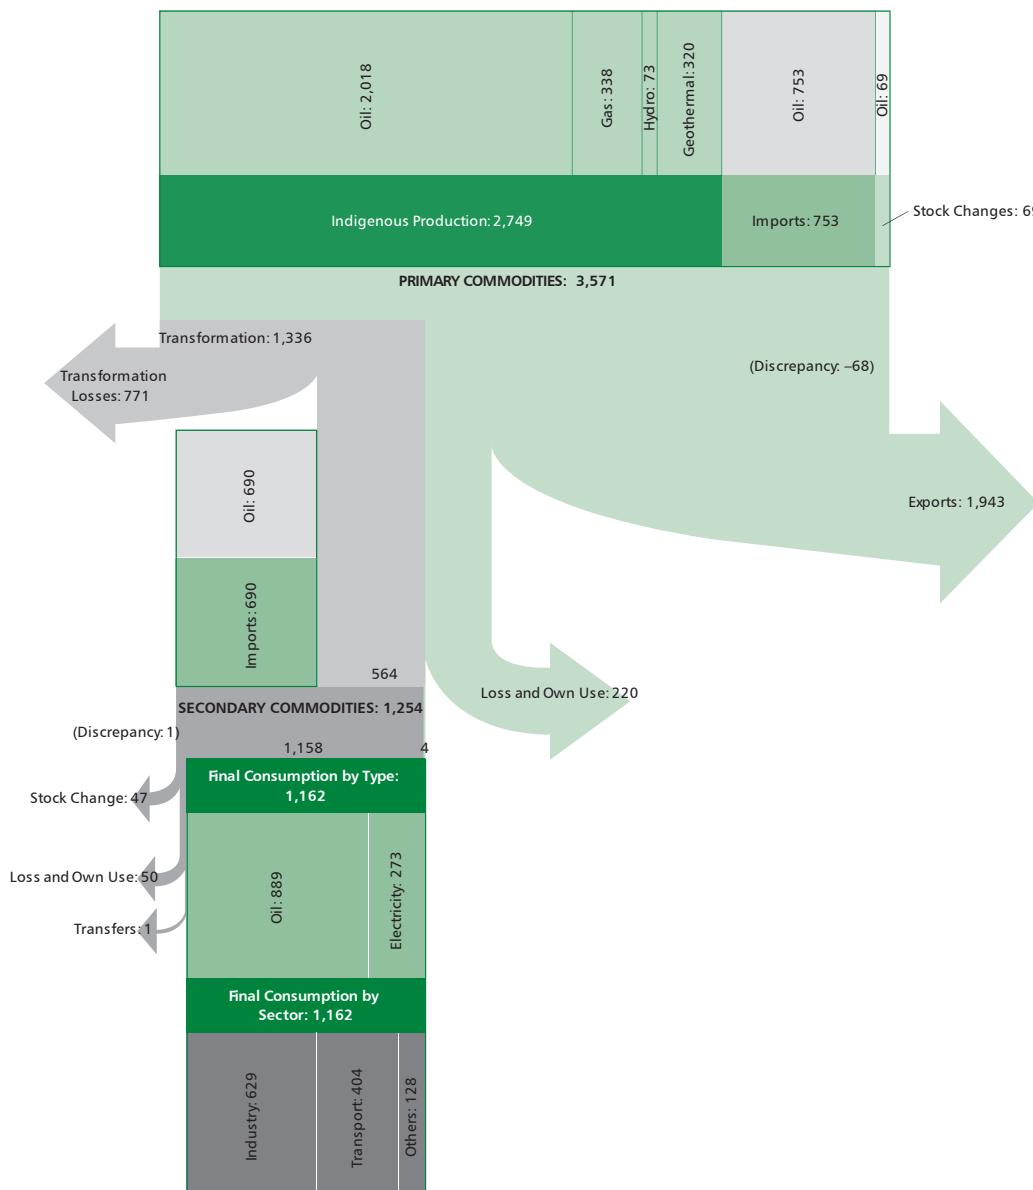 Oil: 2,018
Gas: 338
Hydro: 73
Geothermal: 320
Oil: 753
Oil: 69
Indigenous Production: 2,749
Imports: 753
Stock Changes: 69
PRIMARY COMMODITIES: 3,571
Transformation: 1,336
(Discrepancy: –68)
Transformation
Losses: 771
Oil: 690
Exports: 1,943
Imports: 690
564
Loss and Own Use: 220
SECONDARY COMMODITIES: 1,254
(Discrepancy: 1)
1,158
4
Final Consumption by Type:
1,162
Stock Change: 47
Loss and Own Use: 50
Oil: 889
Electricity: 273
Transfers: 1
Final Consumption by
Sector: 1,162
Industry: 629
Transport: 404
Others: 128